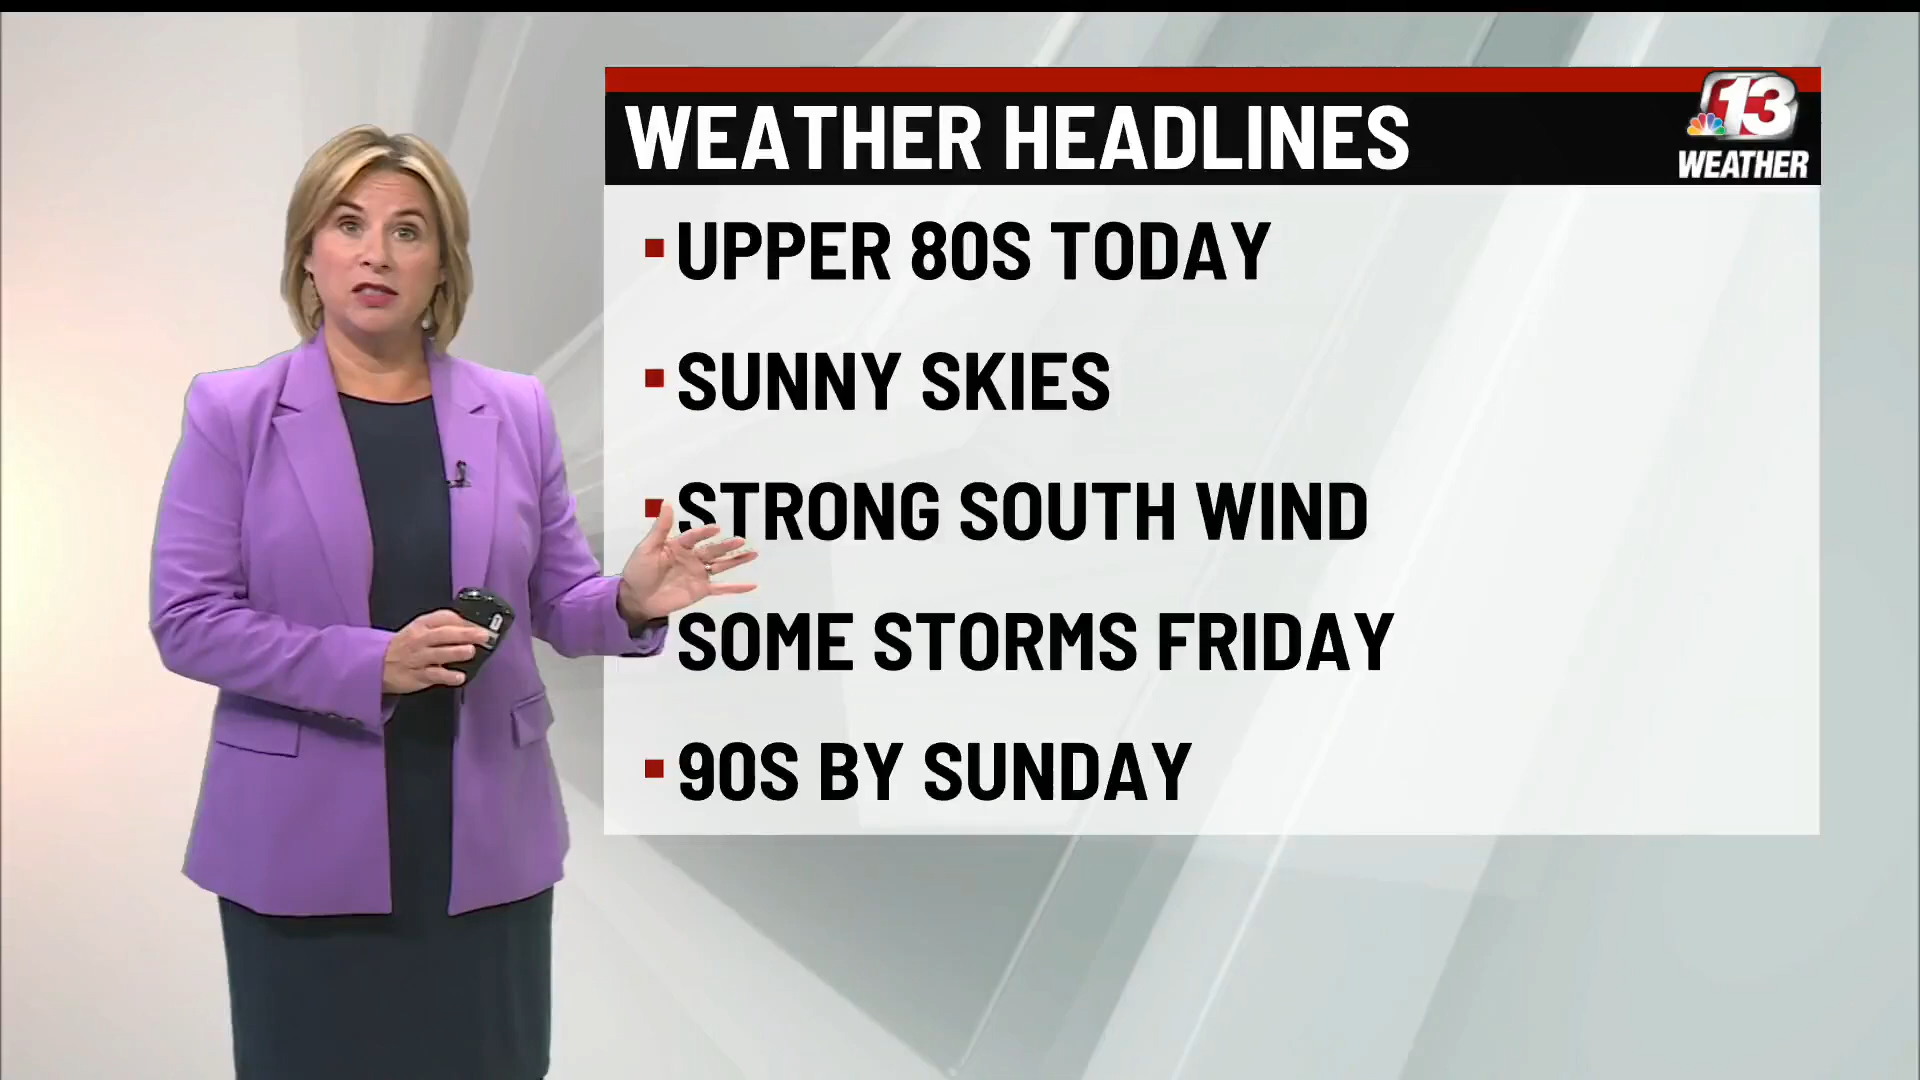 WEATHER HEADLINES
13
WEATHER
UPPER 80S TODAY
SUNNY SKIES
STRONG SOUTH WIND
SOME STORMS FRIDAY
90S BY SUNDAY